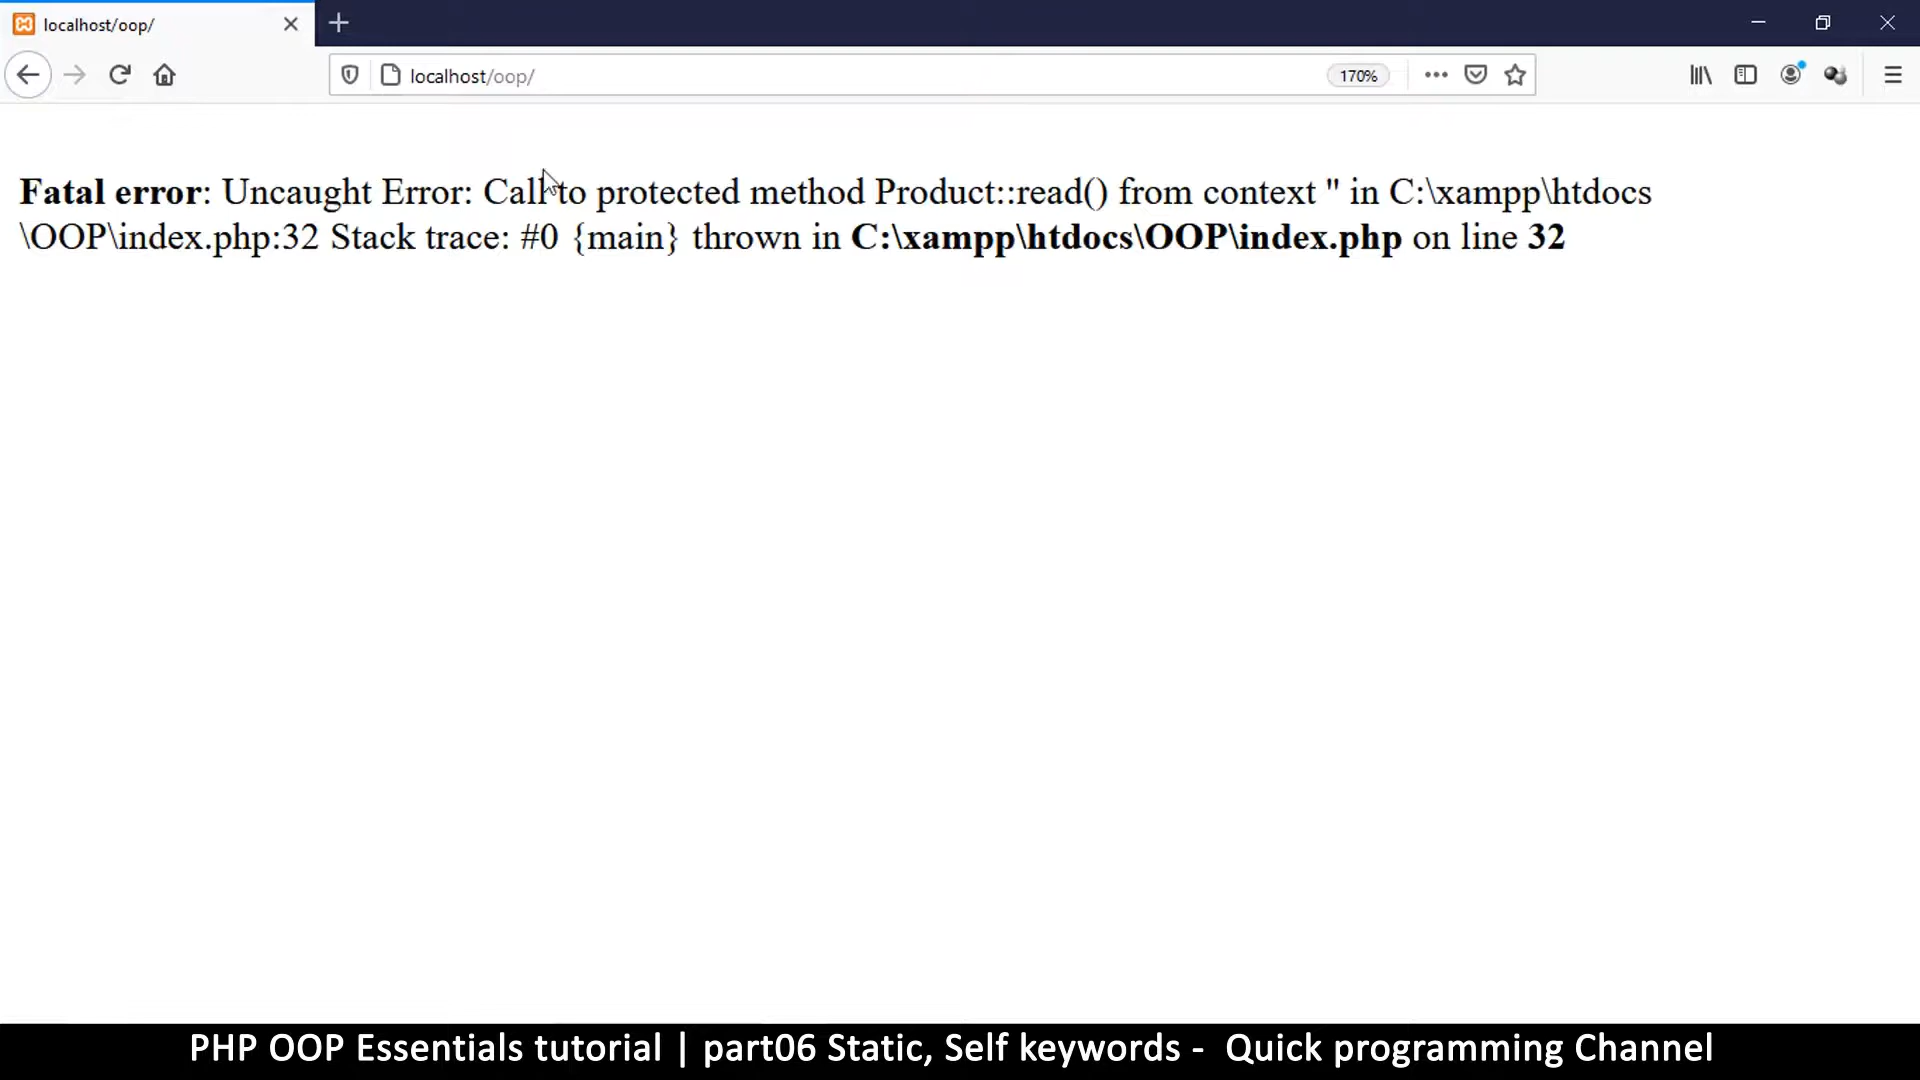 localhost/oop/
localhost/oop/
170%
Fatal error: Uncaught Error: Call to protected method Product::read() from context '' in C:\xampp\htdocs
\OOP\index.php:32 Stack trace: #0 {main} thrown in C:\xampp\htdocs\OOP\index.php on line 32
PHP OOP Essentials tutorial | part06 Static, Self keywords - Quick programming Channel